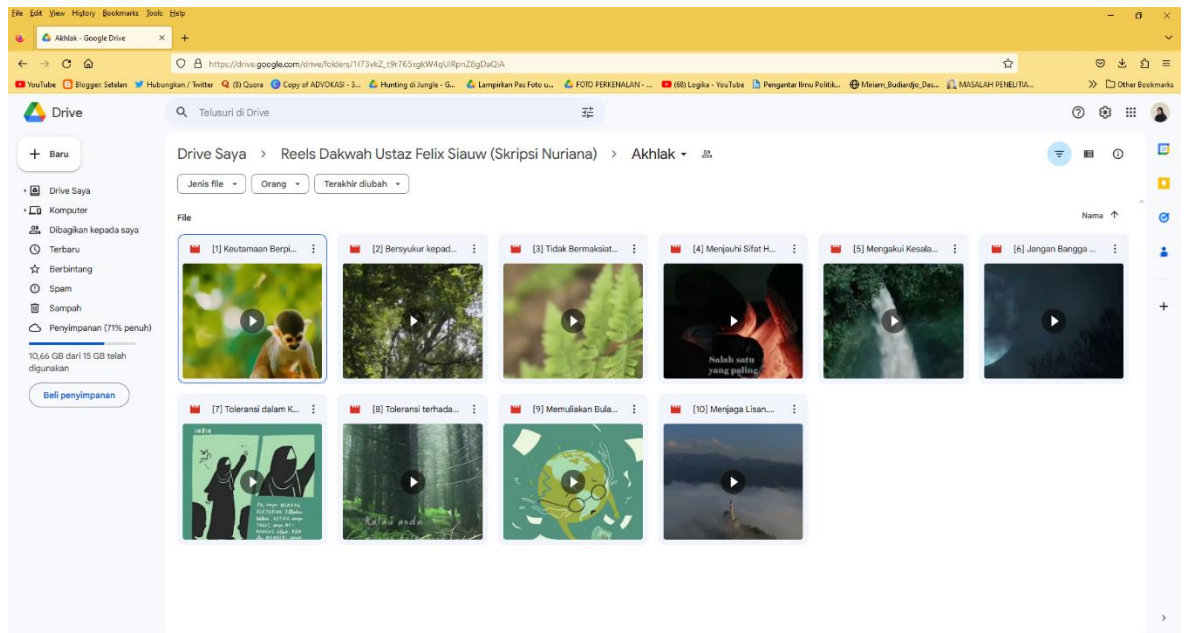 File Edit View History Bookmarks Tools Help
Akhlak - Google Drive
https://drive.google.com/drive/folders/
YouTube Blogger: Setelan Hubungkan / Twitter (8) Quora Copy of ADVOKASI - 3... Hunting di Jungle - G... Lampirkan Pas Foto u... FOTO PERKENALAN - ... (68) Logika - YouTube Pengantar Ilmu Politik... Miriam_Budiardjo_Das... MASALAH PENELITIA... Other Bookmarks
Drive
Telusuri di Drive
Baru
Drive Saya > Reels Dakwah Ustaz Felix Siauw (Skripsi Nuriana) > Akhlak
Jenis file Orang Terakhir diubah
Drive Saya
Komputer
Dibagikan kepada saya
Terbaru
Berbintang
Spam
Sampah
Penyimpanan (71% penuh)
10,66 GB dari 15 GB telah
digunakan
Beli penyimpanan
File
Nama
[1] Keutamaan Berpi... [2] Bersyukur kepad... [3] Tidak Bermaksiat... [4] Menjauhi Sifat H... [5] Mengakui Kesala... [6] Jangan Bangga ...
Salah satu
yang paling
[7] Toleransi dalam K... [8] Toleransi terhada... [9] Memuliakan Bula... [10] Menjaga Lisan....
INDIA
Kalau anda